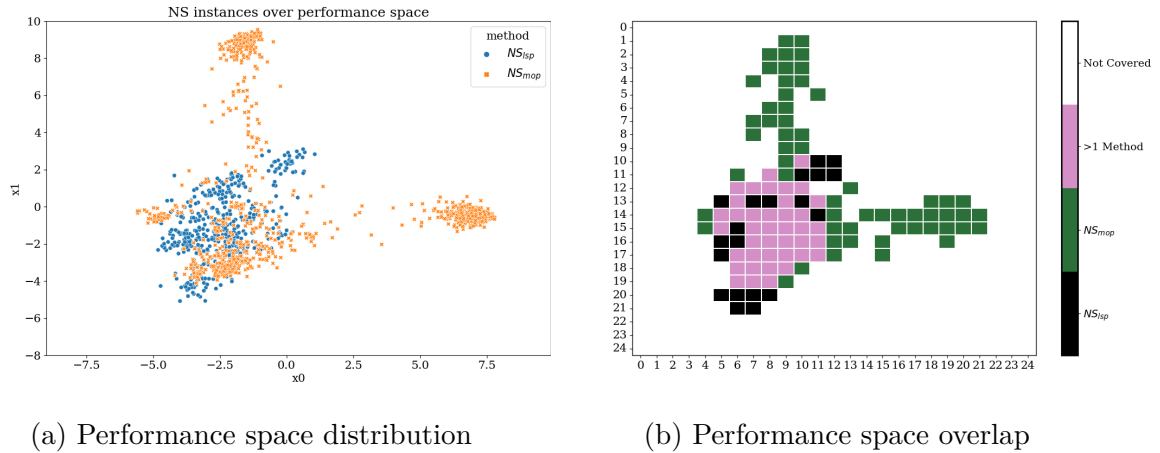 NS instances over performance space
method
NS_lsp
NS_mop
10
8
6
4
2
0
−2
−4
−6
−8
x1
−7.5 −5.0 −2.5 0.0 2.5 5.0 7.5
x0
(a) Performance space distribution
0
1
2
3
4
5
6
7
8
9
10
11
12
13
14
15
16
17
18
19
20
21
22
23
24
0 1 2 3 4 5 6 7 8 9 10 11 12 13 14 15 16 17 18 19 20 21 22 23 24
Not Covered
>1 Method
NS_mop
NS_lsp
(b) Performance space overlap